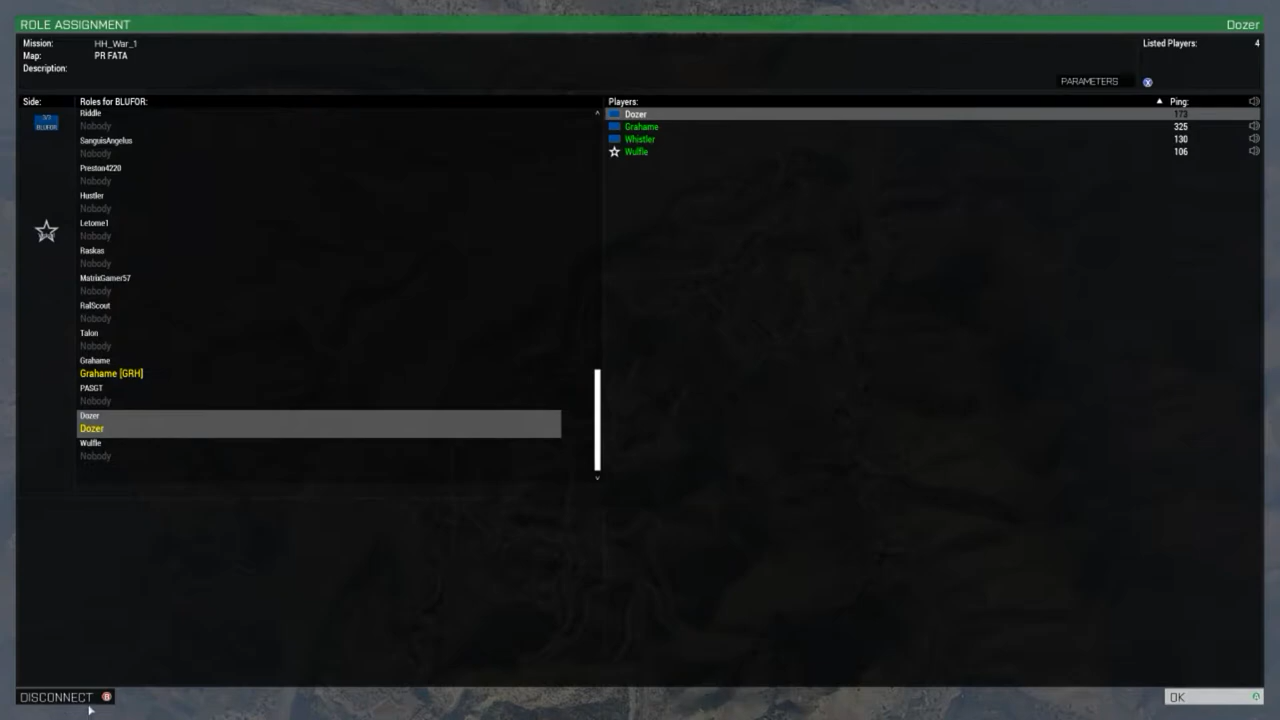 ROLE ASSIGNMENT Dozer
Mission: HH_War_1 Listed Players: 4
Map: PR FATA
Description:
PARAMETERS X
Side: Roles for BLUFOR: Players: Ping:
Riddle
Nobody
SanguisAngelus
Nobody
Preston4220
Nobody
Hustler
Nobody
Letome1
Nobody
Raskas
Nobody
MatrixGamer57
Nobody
RalScout
Nobody
Talon
Nobody
Grahame
Grahame [GRH]
PASGT
Nobody
Dozer
Dozer
Wulfie
Nobody
BLUFOR
Dozer 173
Grahame 325
Whistler 130
Wulfie 106
DISCONNECT B
OK A